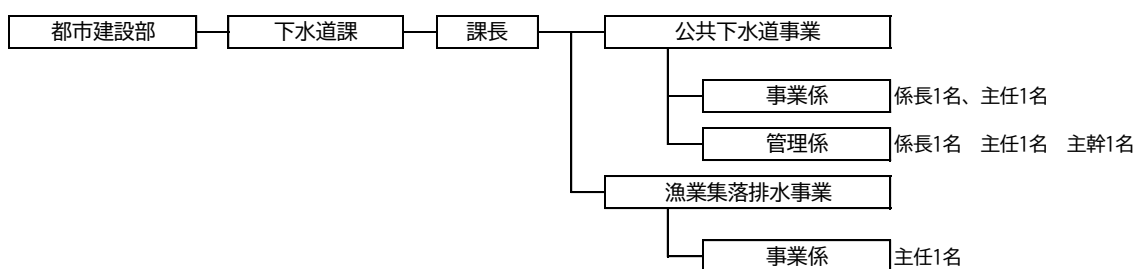 都市建設部 下水道課 課長 公共下水道事業
事業係 係長1名、主任1名
管理係 係長1名　主任1名　主幹1名
漁業集落排水事業
事業係 主任1名